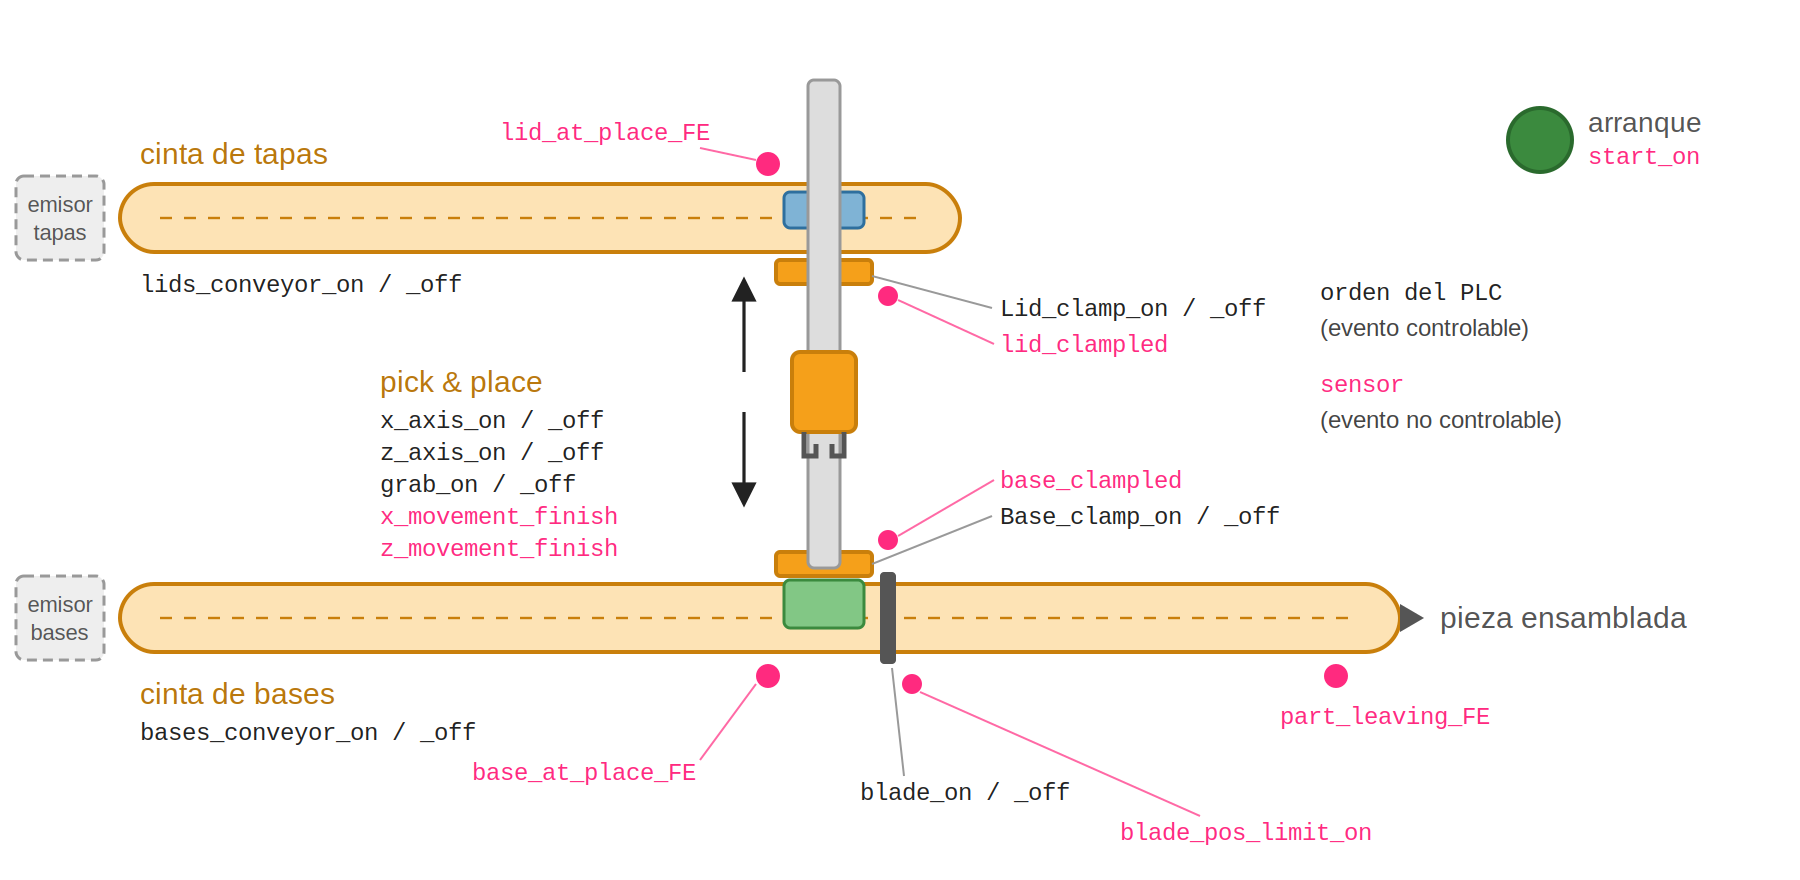 lid_at_place_FE
arranque
start_on
cinta de tapas
emisor
tapas
lids_conveyor_on / _off
Lid_clamp_on / _off
lid_clampled
orden del PLC
(evento controlable)
sensor
(evento no controlable)
pick & place
x_axis_on / _off
z_axis_on / _off
grab_on / _off
x_movement_finish
z_movement_finish
base_clampled
Base_clamp_on / _off
emisor
bases
pieza ensamblada
cinta de bases
bases_conveyor_on / _off
base_at_place_FE
part_leaving_FE
blade_on / _off
blade_pos_limit_on